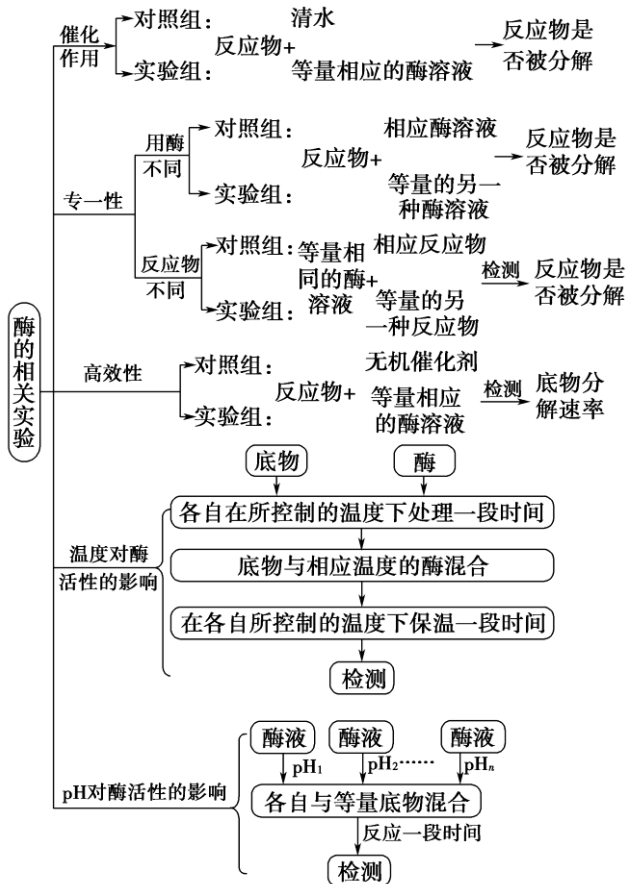 酶的相关实验
催化
作用
对照组：
实验组：
反应物+
清水
等量相应的酶溶液
反应物是
否被分解
专一性
用酶
不同
对照组：
实验组：
反应物+
相应酶溶液
等量的另一
种酶溶液
反应物是
否被分解
反应物
不同
对照组：
实验组：
等量相
同的酶+
溶液
相应反应物
等量的另
一种反应物
检测
反应物是
否被分解
高效性
对照组：
实验组：
反应物+
无机催化剂
等量相应
的酶溶液
检测
底物分
解速率
温度对酶
活性的影响
底物
酶
各自在所控制的温度下处理一段时间
底物与相应温度的酶混合
在各自所控制的温度下保温一段时间
检测
pH对酶活性的影响
酶液 酶液 酶液
pH₁ pH₂…… pHₙ
各自与等量底物混合
反应一段时间
检测